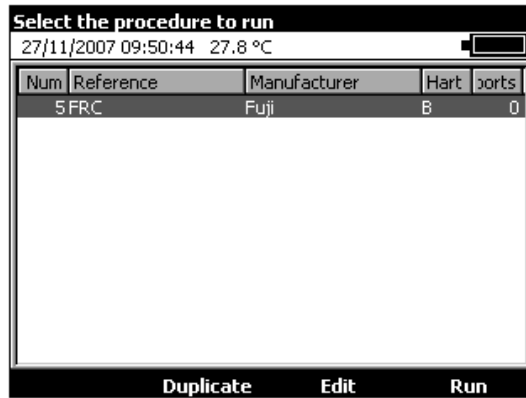 Select the procedure to run
27/11/2007 09:50:44 27.8 °C
Num Reference Manufacturer Hart ports
5 FRC Fuji B 0
Duplicate Edit Run